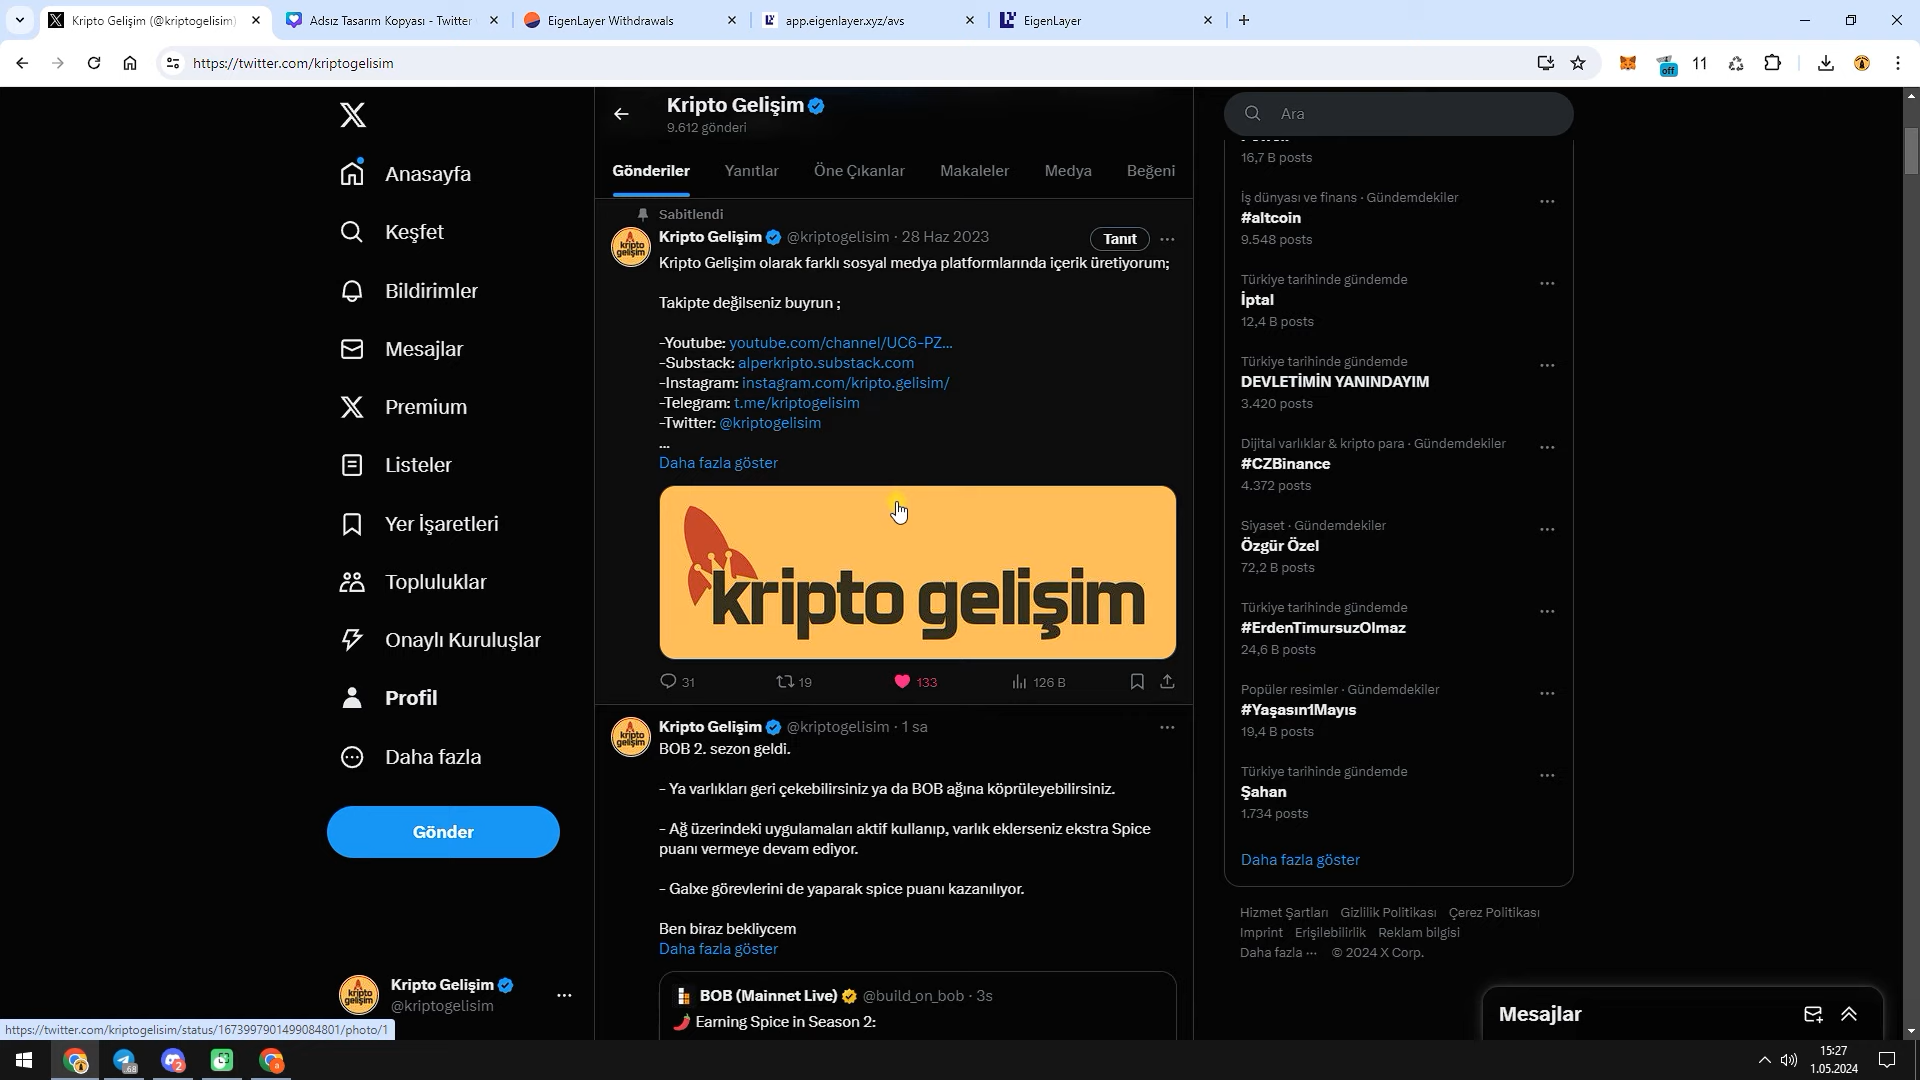 Kripto Gelişim (@kriptogelisim)
Adsız Tasarım Kopyası - Twitter
EigenLayer Withdrawals
app.eigenlayer.xyz/avs
EigenLayer
https://twitter.com/kriptogelisim
off
11
Anasayfa
Keşfet
Bildirimler
Mesajlar
Premium
Listeler
Yer İşaretleri
Topluluklar
Onaylı Kuruluşlar
Profil
Daha fazla
Gönder
Kripto Gelişim
@kriptogelisim
Kripto Gelişim
9.612 gönderi
Gönderiler Yanıtlar Öne Çıkanlar Makaleler Medya Beğeni
Sabitlendi
Kripto Gelişim @kriptogelisim · 28 Haz 2023
Tanıt
Kripto Gelişim olarak farklı sosyal medya platformlarında içerik üretiyorum;
Takipte değilseniz buyrun ;
-Youtube: youtube.com/channel/UC6-PZ...
-Substack: alperkripto.substack.com
-Instagram: instagram.com/kripto.gelisim/
-Telegram: t.me/kriptogelisim
-Twitter: @kriptogelisim
...
Daha fazla göster
kripto gelişim
31 19 133 126 B
Kripto Gelişim @kriptogelisim · 1 sa
BOB 2. sezon geldi.
- Ya varlıkları geri çekebilirsiniz ya da BOB ağına köprüleyebilirsiniz.
- Ağ üzerindeki uygulamaları aktif kullanıp, varlık eklerseniz ekstra Spice
puanı vermeye devam ediyor.
- Galxe görevlerini de yaparak spice puanı kazanılıyor.
Ben biraz bekliycem
Daha fazla göster
BOB (Mainnet Live) @build_on_bob · 3s
Earning Spice in Season 2:
Ara
16,7 B posts
İş dünyası ve finans · Gündemdekiler
#altcoin
9.548 posts
Türkiye tarihinde gündemde
İptal
12,4 B posts
Türkiye tarihinde gündemde
DEVLETİMİN YANINDAYIM
3.420 posts
Dijital varlıklar & kripto para · Gündemdekiler
#CZBinance
4.372 posts
Siyaset · Gündemdekiler
Özgür Özel
72,2 B posts
Türkiye tarihinde gündemde
#ErdenTimursuzOlmaz
24,6 B posts
Popüler resimler · Gündemdekiler
#Yaşasın1Mayıs
19,4 B posts
Türkiye tarihinde gündemde
Şahan
1.734 posts
Daha fazla göster
Hizmet Şartları Gizlilik Politikası Çerez Politikası
Imprint Erişilebilirlik Reklam bilgisi
Daha fazla ··· © 2024 X Corp.
Mesajlar
https://twitter.com/kriptogelisim/status/1673997901499084801/photo/1
68
2
15:27
1.05.2024